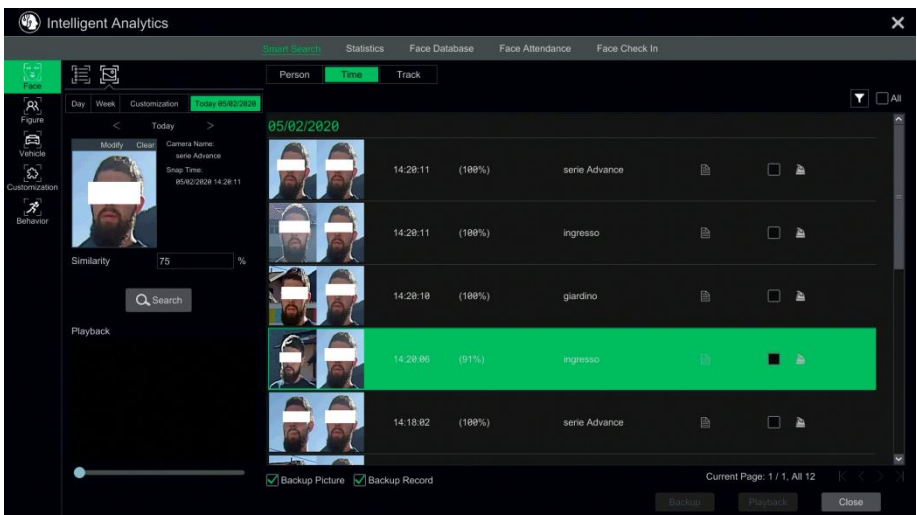 Intelligent Analytics
Smart Search Statistics Face Database Face Attendance Face Check In
Face
Figure
Vehicle
Customization
Behavior
Day Week Customization Today 05/02/2020
< Today >
Modify Clear
Camera Name:
serie Advance
Snap Time:
05/02/2020 14:20:11
Similarity 75 %
Search
Playback
Person Time Track
All
05/02/2020
14:20:11 (100%) serie Advance
14:20:11 (100%) ingresso
14:20:10 (100%) giardino
14:20:06 (91%) ingresso
14:18:02 (100%) serie Advance
Backup Picture Backup Record
Current Page: 1 / 1, All 12
Backup Playback Close